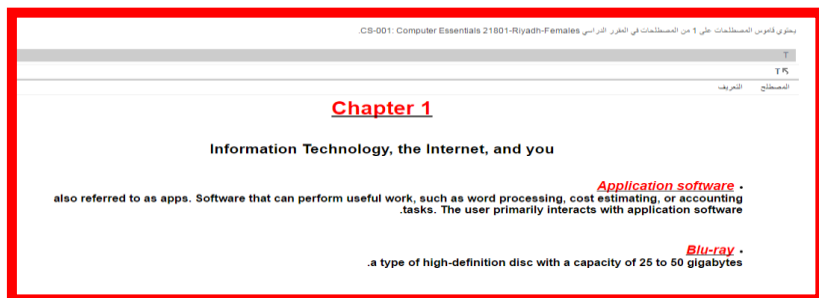 يحتوي قاموس المصطلحات على 1 من المصطلحات في المقرر الدراسي CS-001: Computer Essentials 21801-Riyadh-Females.
T
T
المصطلح التعريف
Chapter 1
Information Technology, the Internet, and you
• Application software
also referred to as apps. Software that can perform useful work, such as word processing, cost estimating, or accounting
tasks. The user primarily interacts with application software.
• Blu-ray
a type of high-definition disc with a capacity of 25 to 50 gigabytes.